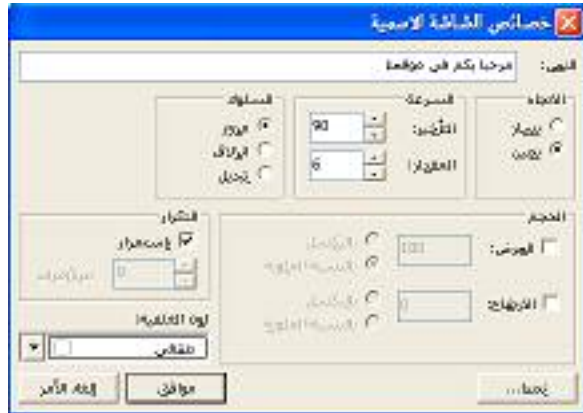 خصائص الشاشة الاسمية
النص: مرحبا بكم في موقعنا
الاتجاه
يسار
يمين
السرعة
التأخير: 90
المقدار: 6
السلوك
مرور
انزلاق
تبديل
الحجم
العرض: 100
الارتفاع: 0
التكرار
باستمرار
0
لون الخلفية:
تلقائي
نمط...
موافق
إلغاء الأمر